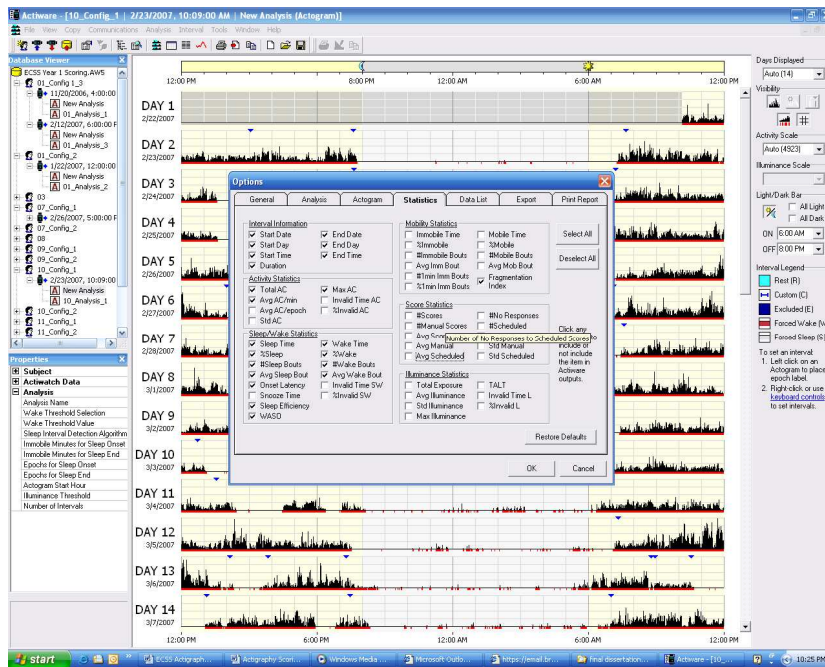 Actiware - [10_Config_1 | 2/23/2007, 10:09:00 AM | New Analysis (Actogram)]
File View Copy Communications Analysis Interval Tools Window Help
Database Viewer
ECSS Year 1 Scoring.AW5
01_Config 1_3
11/20/2006, 4:00:00
New Analysis
01_Analysis_1
2/12/2007, 6:00:00 P
New Analysis
01_Analysis_3
01_Config_2
1/22/2007, 12:00:00
New Analysis
01_Analysis_2
03
07_Config_1
2/26/2007, 5:00:00 P
07_Config_2
08
09_Config_1
09_Config_2
10_Config_1
2/23/2007, 10:09:00
New Analysis
10_Analysis_1
10_Config_2
11_Config_1
11_Config_2
Properties
Subject
Actiwatch Data
Analysis
Analysis Name
Wake Threshold Selection
Wake Threshold Value
Sleep Interval Detection Algorithm
Immobile Minutes for Sleep Onset
Immobile Minutes for Sleep End
Epochs for Sleep Onset
Epochs for Sleep End
Actogram Start Hour
Illuminance Threshold
Number of Intervals
12:00 PM 8:00 PM 12:00 AM 6:00 AM 12:00 PM
DAY 1
2/22/2007
DAY 2
2/23/2007
DAY 3
2/24/2007
DAY 4
2/25/2007
DAY 5
2/26/2007
DAY 6
2/27/2007
DAY 7
2/28/2007
DAY 8
3/1/2007
DAY 9
3/2/2007
DAY 10
3/3/2007
DAY 11
3/4/2007
DAY 12
3/5/2007
DAY 13
3/6/2007
DAY 14
3/7/2007
12:00 PM 6:00 PM 12:00 AM 6:00 AM 12:00 PM
Options
General Analysis Actogram Statistics Data List Export Print Report
Interval Information
Start Date End Date
Start Day End Day
Start Time End Time
Duration
Activity Statistics
Total AC Max AC
Avg AC/min Invalid Time AC
Avg AC/epoch %Invalid AC
Std AC
Sleep/Wake Statistics
Sleep Time Wake Time
%Sleep %Wake
#Sleep Bouts #Wake Bouts
Avg Sleep Bout Avg Wake Bout
Onset Latency Invalid Time SW
Snooze Time %Invalid SW
Sleep Efficiency
WASO
Mobility Statistics
Immobile Time Mobile Time
%Immobile %Mobile
#Immobile Bouts #Mobile Bouts
Avg Imm Bout Avg Mob Bout
#1min Imm Bouts Fragmentation
%1min Imm Bouts Index
Score Statistics
#Scores #No Responses
#Manual Scores #Scheduled
Number of No Responses to Scheduled Scores
Avg Manual Std Manual
Avg Scheduled Std Scheduled
Illuminance Statistics
Total Exposure TALT
Avg Illuminance Invalid Time L
Std Illuminance %Invalid L
Max Illuminance
Select All
Deselect All
Click any
to
include or
not include
the item in
Actiware
outputs.
Restore Defaults
OK Cancel
Days Displayed
Auto (14)
Visibility
Activity Scale
Auto (4923)
Illuminance Scale
Light/Dark Bar
All Light
All Dark
ON 6:00 AM
OFF 8:00 PM
Interval Legend
Rest (R)
Custom (C)
Excluded (E)
Forced Wake (W
Forced Sleep (S)
To set an interval:
1. Left click on an
Actogram to place
epoch label.
2. Right-click or use
keyboard controls
to set intervals.
start
ECSS Actigraph...
Actigraphy Scori...
Windows Media ...
Microsoft Outlo...
https://email.br...
final dissertation...
Actiware - [10_...
10:25 PM